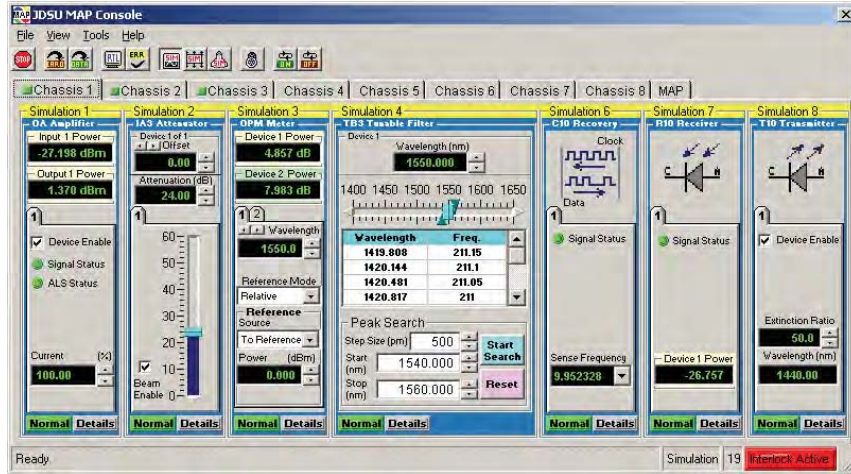 JDSU MAP Console
File View Tools Help
STOP ZERO DATA RTL ERR SIM ON OFF
Chassis 1 Chassis 2 Chassis 3 Chassis 4 Chassis 5 Chassis 6 Chassis 7 Chassis 8 MAP
Simulation 1
OA Amplifier
Input 1 Power
-27.198 dBm
Output 1 Power
1.370 dBm
1
Device Enable
Signal Status
ALS Status
Current (%)
100.00
Normal Details
Simulation 2
IA3 Attenuator
Device 1 of 1
Offset
0.00
Attenuation (dB)
24.00
1
60
50
40
30
20
10
0
Beam
Enable
Normal Details
Simulation 3
OPM Meter
Device 1 Power
4.857 dB
Device 2 Power
7.983 dB
1 2
Wavelength
1550.0
Reference Mode
Relative
Reference
Source
To Reference
Power (dBm)
0.000
Normal Details
Simulation 4
TB3 Tunable Filter
Device 1
Wavelength (nm)
1550.000
1400 1450 1500 1550 1600 1650
Wavelength Freq.
1419.808 211.15
1420.144 211.1
1420.481 211.05
1420.817 211
Peak Search
Step Size (pm) 500
Start (nm) 1540.000
Stop (nm) 1560.000
Start Search
Reset
Normal Details
Simulation 6
C10 Recovery
Clock
Data
1
Signal Status
Sense Frequency
9.952328
Normal Details
Simulation 7
R10 Receiver
C A
1
Signal Status
Device 1 Power
-26.757
Normal Details
Simulation 8
T10 Transmitter
C A
1
Device Enable
Extinction Ratio
50.0
Wavelength (nm)
1440.00
Normal Details
Ready
Simulation 19 Interlock Active